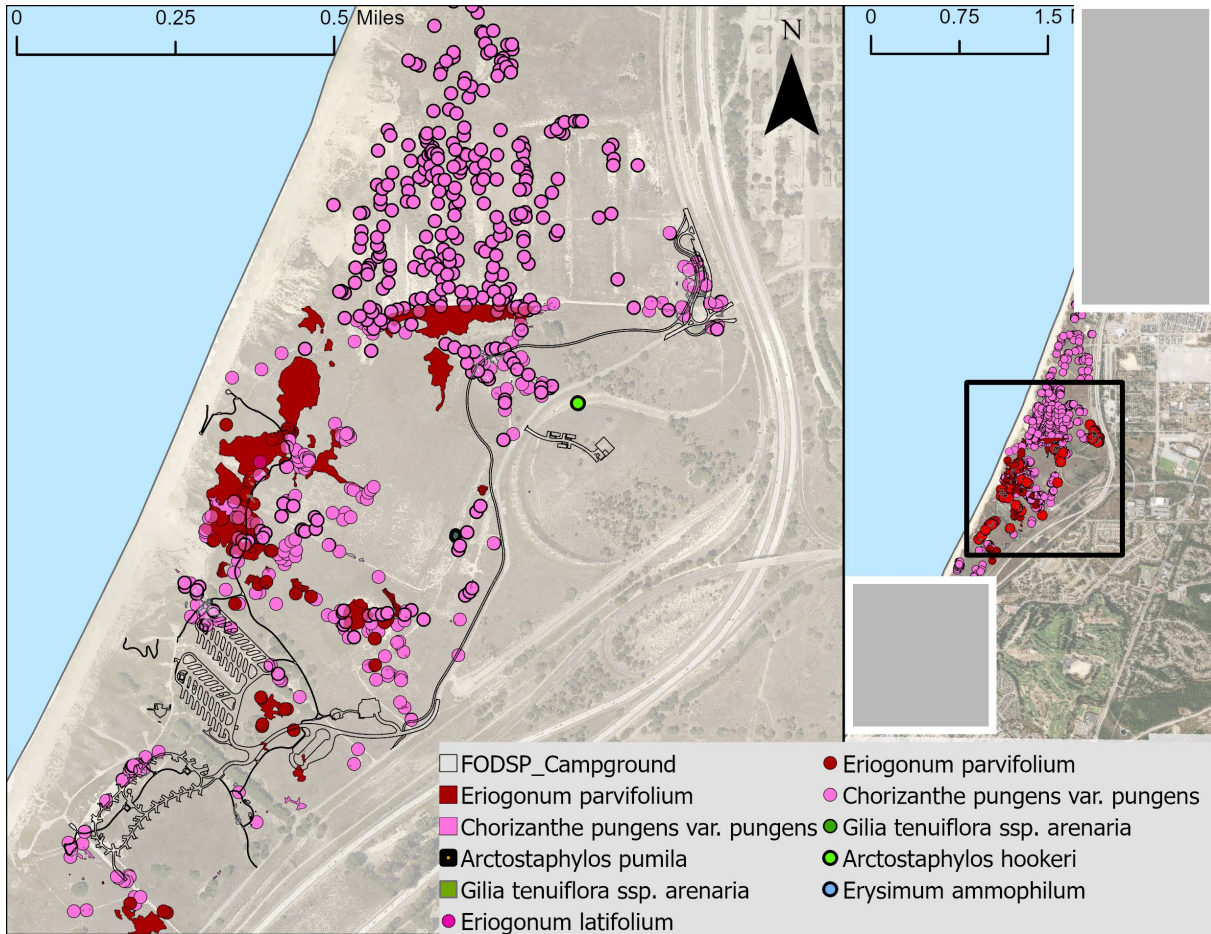 0 0.25 0.5 Miles
0 0.75 1.5
N
FODSP_Campground
Eriogonum parvifolium
Chorizanthe pungens var. pungens
Arctostaphylos pumila
Gilia tenuiflora ssp. arenaria
Eriogonum latifolium
Eriogonum parvifolium
Chorizanthe pungens var. pungens
Gilia tenuiflora ssp. arenaria
Arctostaphylos hookeri
Erysimum ammophilum